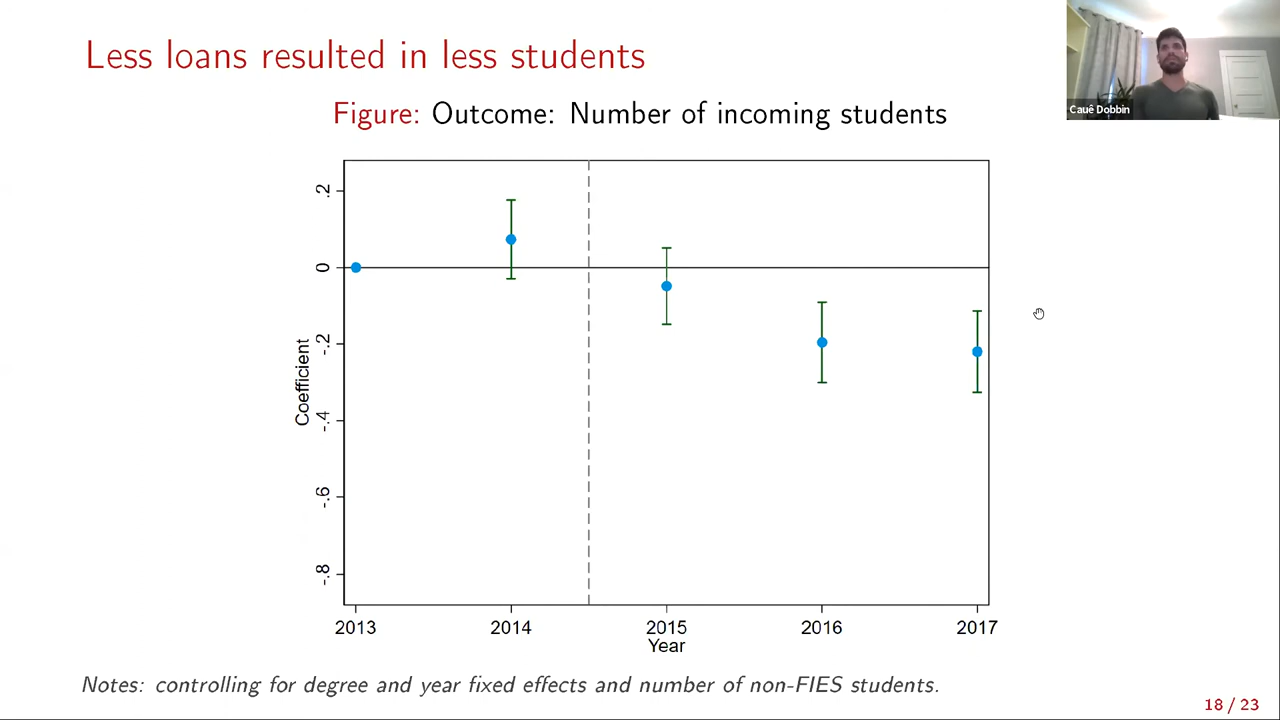 Less loans resulted in less students
Cauê Dobbin
Figure: Outcome: Number of incoming students
.2
0
-.2
-.4
-.6
-.8
Coefficient
2013 2014 2015 2016 2017
Year
Notes: controlling for degree and year fixed effects and number of non-FIES students.
18 / 23